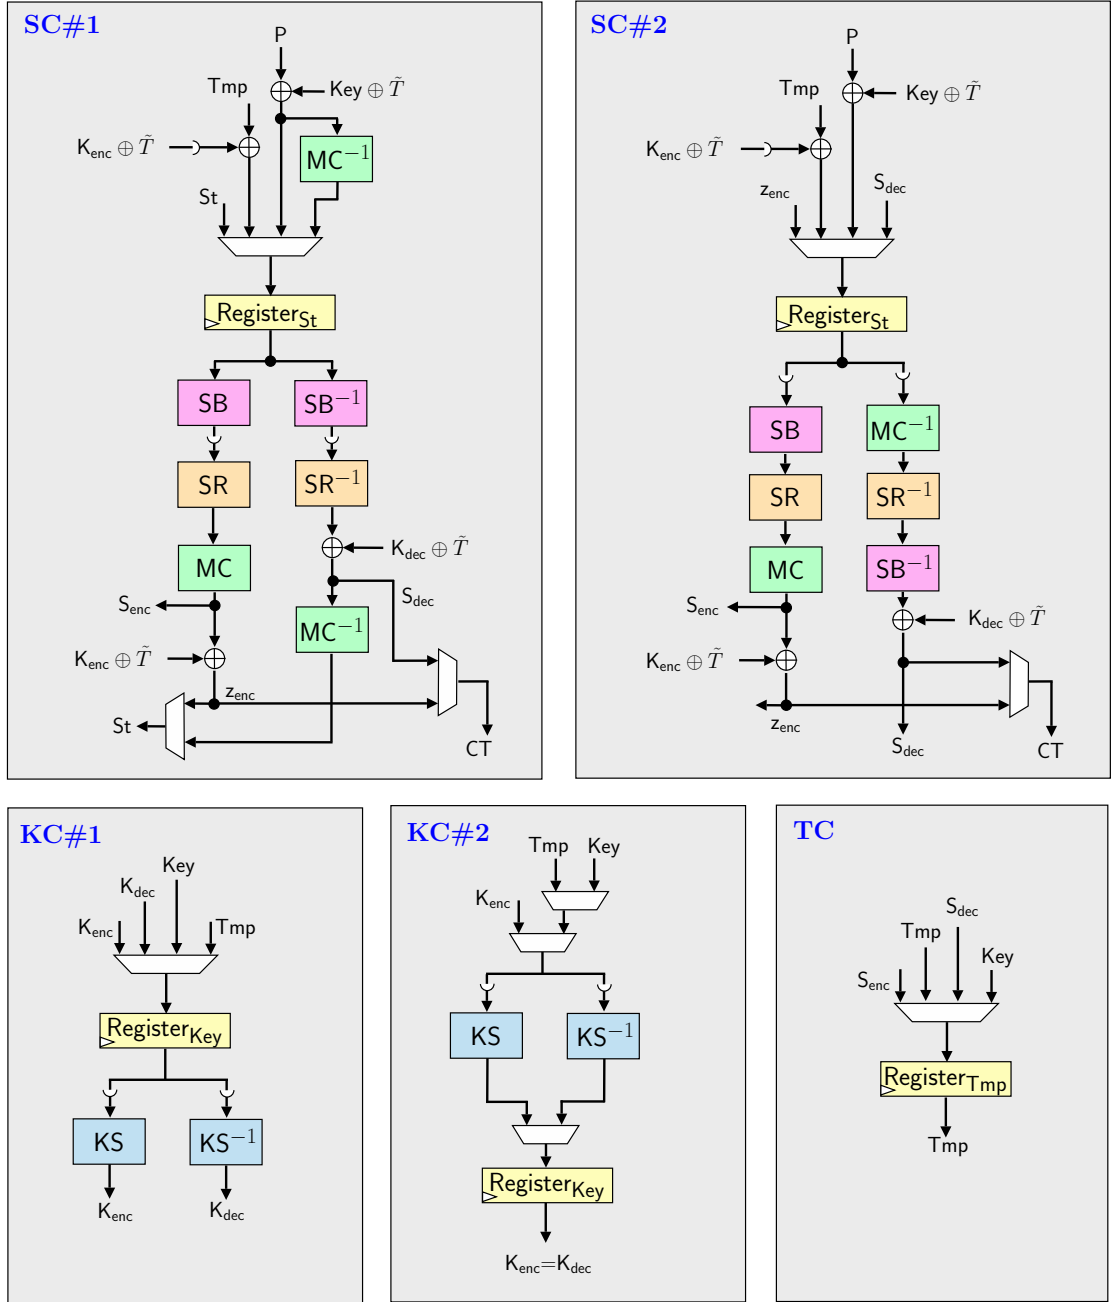 SC#1
P
Tmp
Key ⊕ T̃
K_enc ⊕ T̃
MC⁻¹
St
Register_St
SB
SB⁻¹
SR
SR⁻¹
K_dec ⊕ T̃
MC
S_dec
S_enc
MC⁻¹
K_enc ⊕ T̃
z_enc
St
CT
SC#2
P
Tmp
Key ⊕ T̃
K_enc ⊕ T̃
z_enc
S_dec
Register_St
SB
MC⁻¹
SR
SR⁻¹
MC
SB⁻¹
S_enc
K_dec ⊕ T̃
K_enc ⊕ T̃
z_enc
S_dec
CT
KC#1
Key
K_dec
K_enc
Tmp
Register_Key
KS
KS⁻¹
K_enc
K_dec
KC#2
Tmp
Key
K_enc
KS
KS⁻¹
Register_Key
K_enc=K_dec
TC
S_dec
Tmp
Key
S_enc
Register_Tmp
Tmp